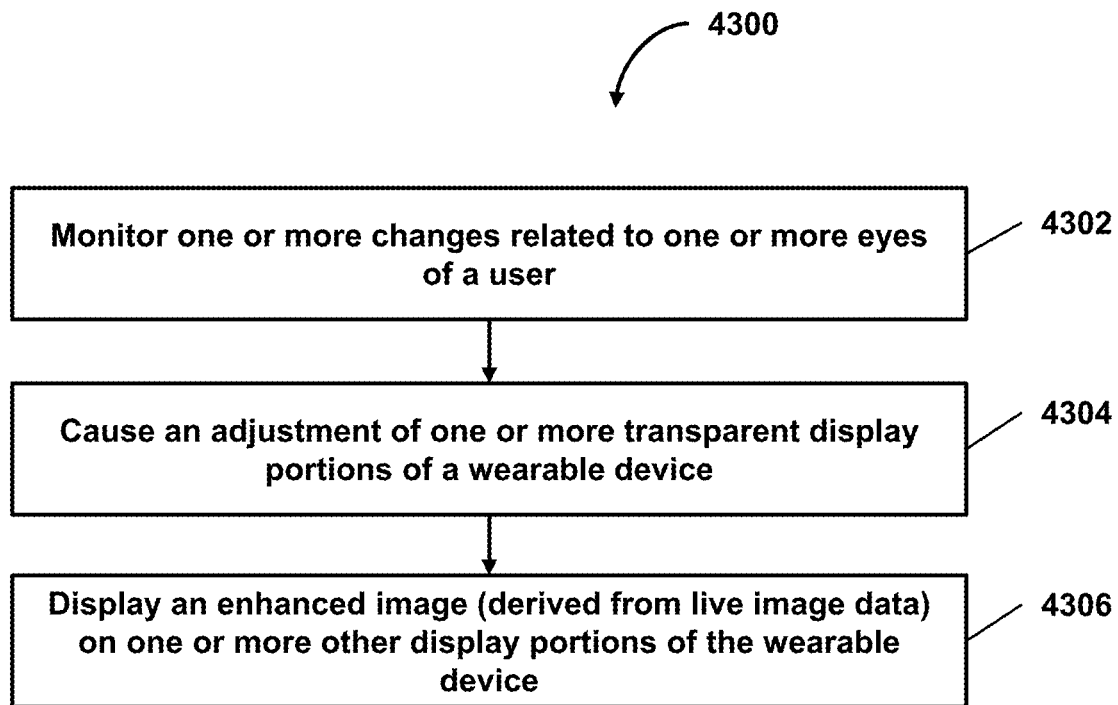 4300
Monitor one or more changes related to one or more eyes
of a user
4302
Cause an adjustment of one or more transparent display
portions of a wearable device
4304
Display an enhanced image (derived from live image data)
on one or more other display portions of the wearable
device
4306